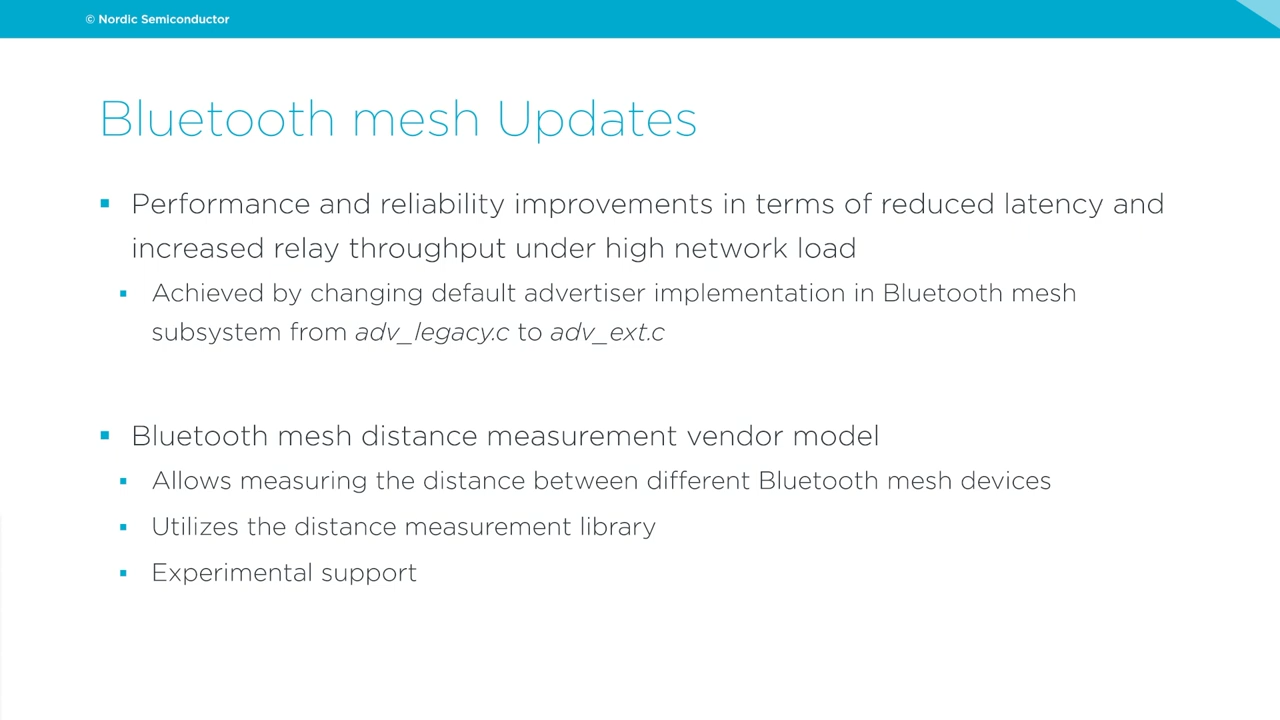 © Nordic Semiconductor
Bluetooth mesh Updates
▪ Performance and reliability improvements in terms of reduced latency and
increased relay throughput under high network load
▪ Achieved by changing default advertiser implementation in Bluetooth mesh
subsystem from adv_legacy.c to adv_ext.c
▪ Bluetooth mesh distance measurement vendor model
▪ Allows measuring the distance between different Bluetooth mesh devices
▪ Utilizes the distance measurement library
▪ Experimental support